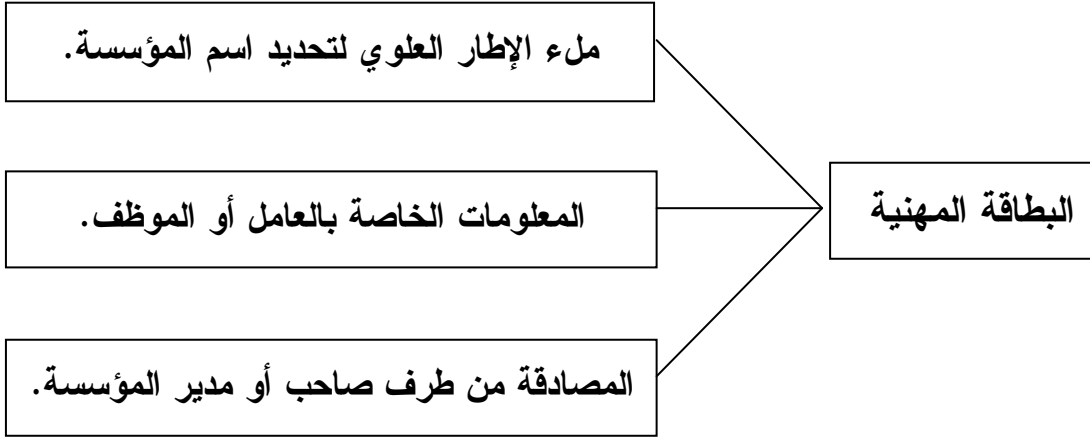 ملء الإطار العلوي لتحديد اسم المؤسسة.
المعلومات الخاصة بالعامل أو الموظف.
البطاقة المهنية
المصادقة من طرف صاحب أو مدير المؤسسة.